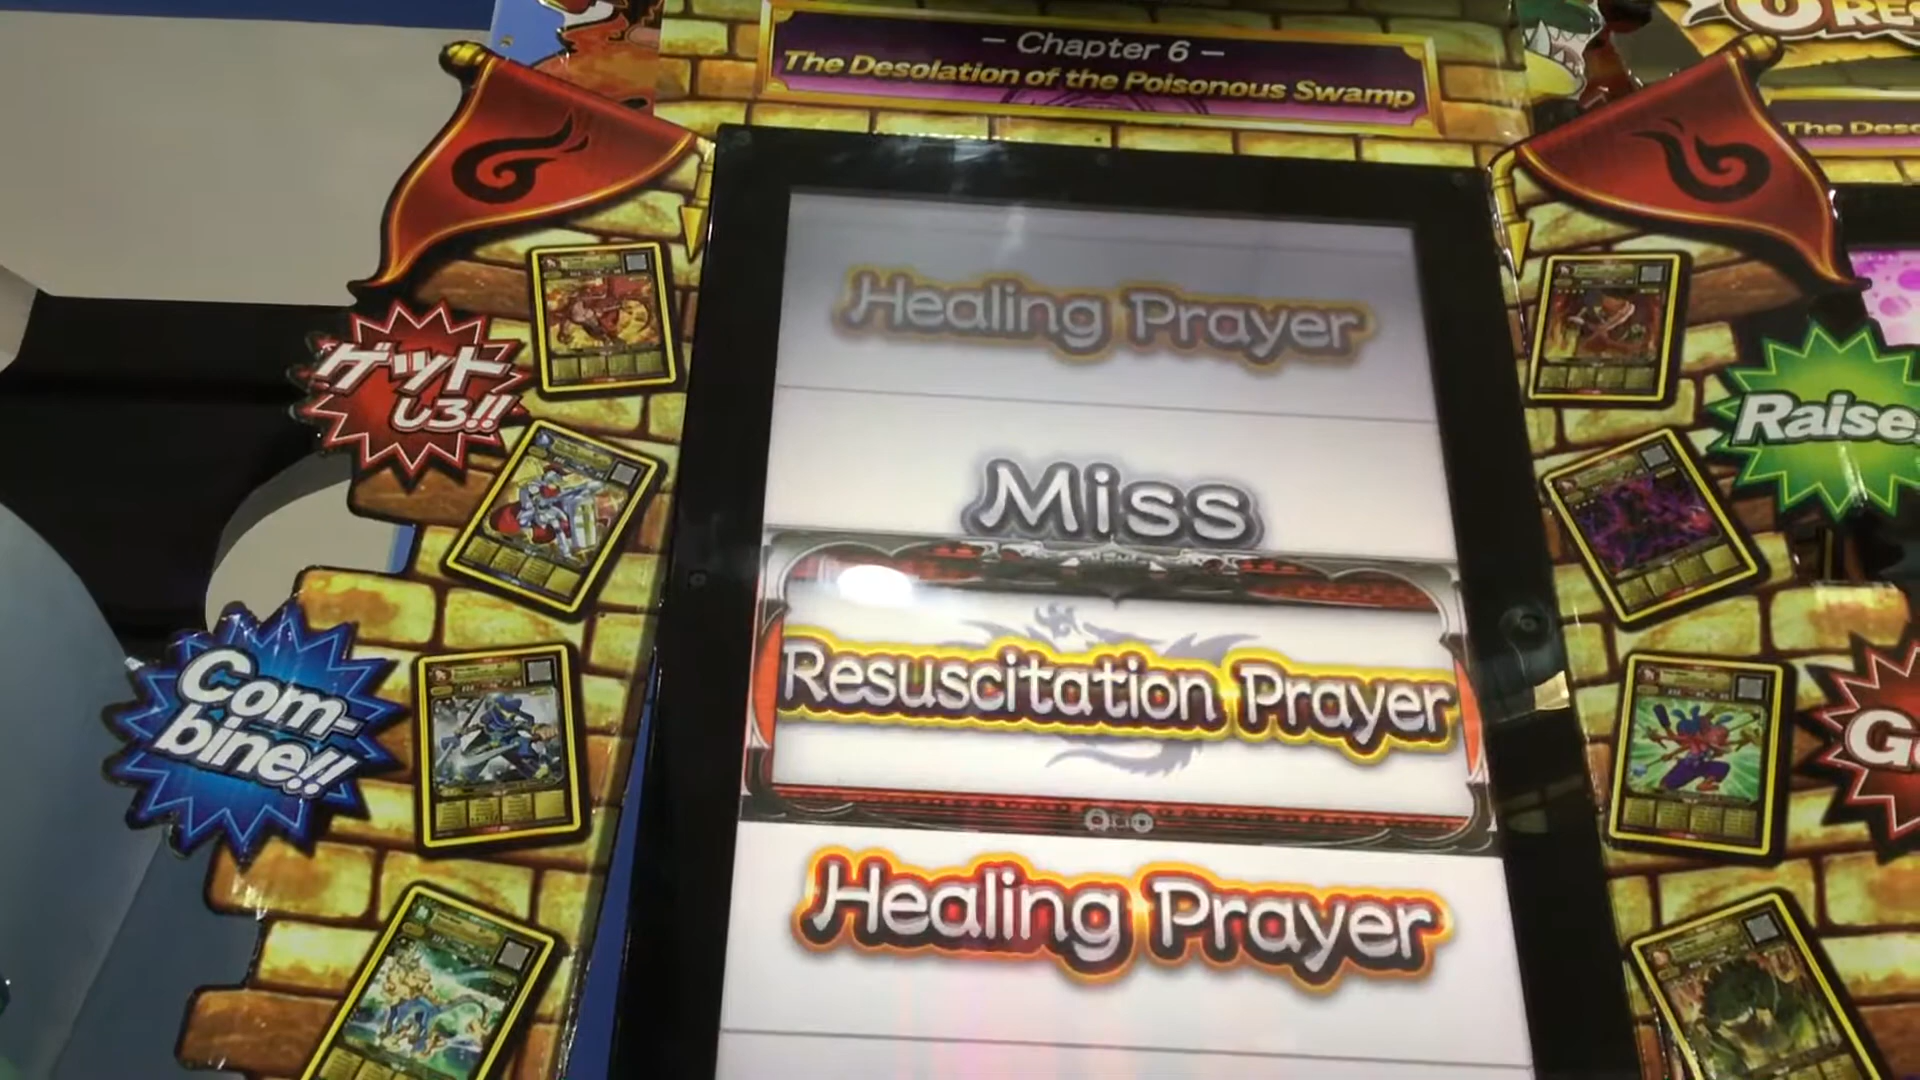 — Chapter 6 —
The Desolation of the Poisonous Swamp
ORE
The Deso
Healing Prayer
ゲット
しろ!!
Raise
Miss
Com-
bine!!
Resuscitation Prayer
G
Healing Prayer